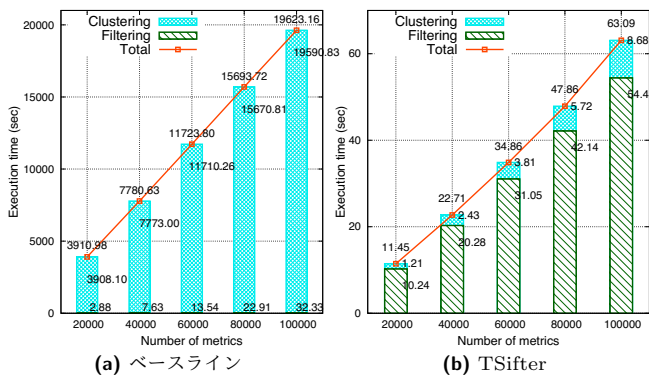 Clustering
Filtering
Total
Execution time (sec)
20000
15000
10000
5000
0
3910.98
3908.10
2.88
7780.63
7773.00
7.63
11723.80
11710.26
13.54
15693.72
15670.81
22.91
19623.16
19590.83
32.33
20000 40000 60000 80000 100000
Number of metrics
(a) ベースライン
Clustering
Filtering
Total
Execution time (sec)
60
40
20
0
11.45
1.21
10.24
22.71
2.43
20.28
34.86
3.81
31.05
47.86
5.72
42.14
63.09
8.68
20000 40000 60000 80000 100000
Number of metrics
(b) TSifter